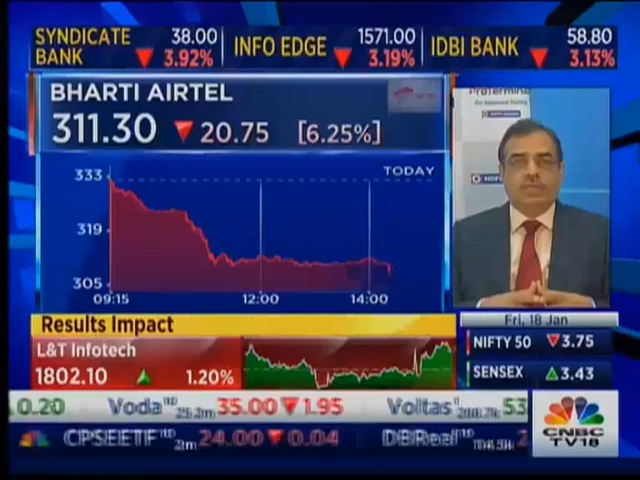 SYNDICATE BANK 38.00 ▼ 3.92%
INFO EDGE 1571.00 ▼ 3.19%
IDBI BANK 58.80 ▼ 3.13%
BHARTI AIRTEL
311.30 ▼ 20.75 [6.25%]
TODAY
333
319
305
09:15 12:00 14:00
Results Impact
L&T Infotech
1802.10 ▲ 1.20%
Fri, 18 Jan
NIFTY 50 ▼3.75
SENSEX ▲3.43
0.20 Voda 35.00▼1.95 Voltas 53
CPSEETF 2m 24.00▼0.04 DBReal
CNBC
TV18